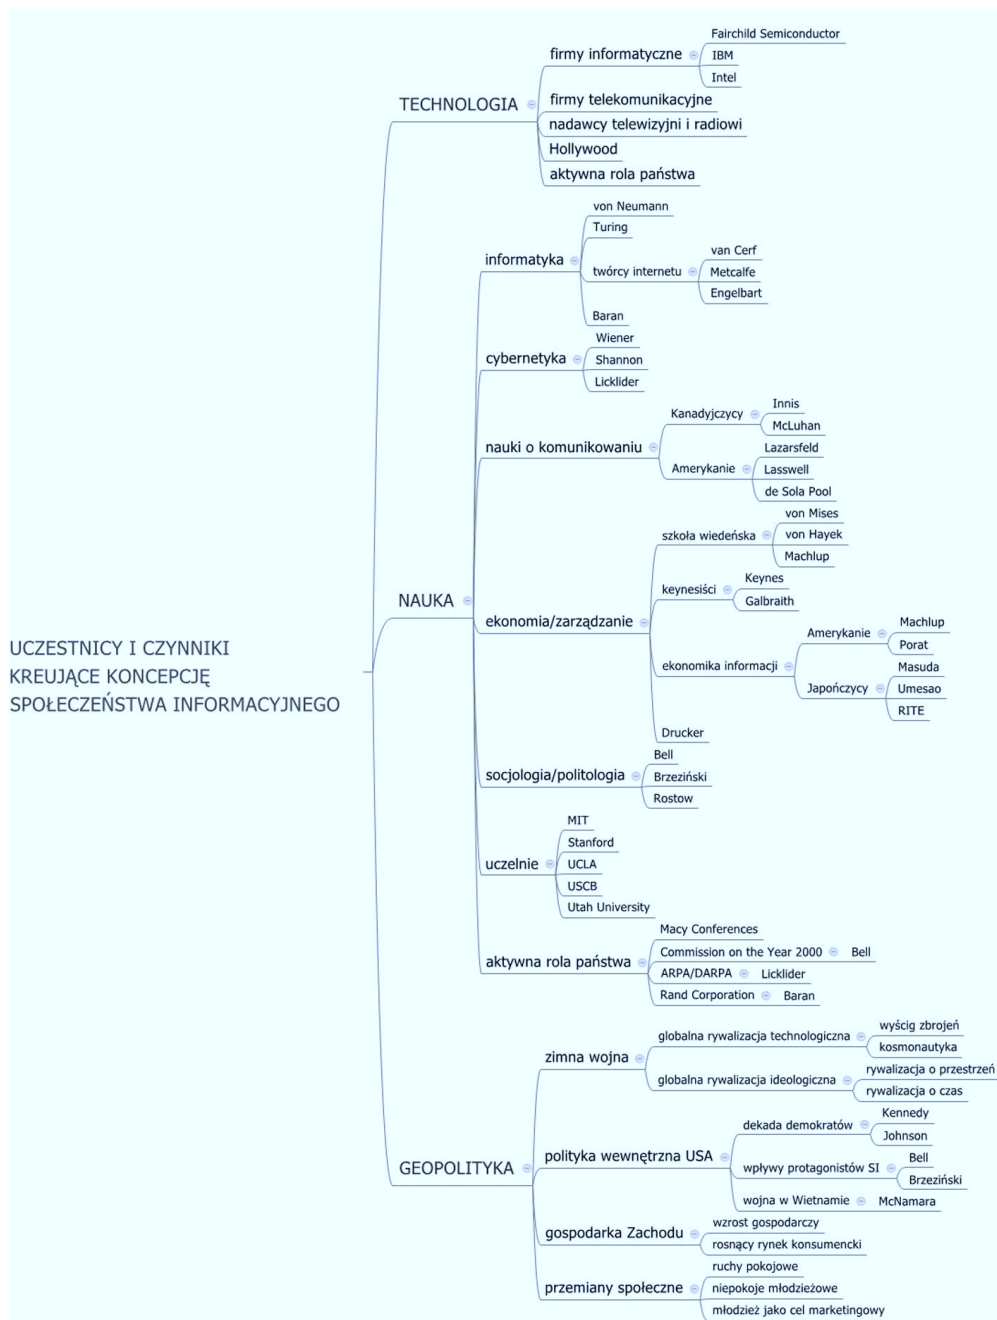 UCZESTNICY I CZYNNIKI
KREUJĄCE KONCEPCJĘ
SPOŁECZEŃSTWA INFORMACYJNEGO
TECHNOLOGIA
firmy informatyczne
Fairchild Semiconductor
IBM
Intel
firmy telekomunikacyjne
nadawcy telewizyjni i radiowi
Hollywood
aktywna rola państwa
NAUKA
informatyka
von Neumann
Turing
twórcy internetu
van Cerf
Metcalfe
Engelbart
Baran
cybernetyka
Wiener
Shannon
Licklider
nauki o komunikowaniu
Kanadyjczycy
Innis
McLuhan
Amerykanie
Lazarsfeld
Lasswell
de Sola Pool
ekonomia/zarządzanie
szkoła wiedeńska
von Mises
von Hayek
Machlup
keynesiści
Keynes
Galbraith
ekonomika informacji
Amerykanie
Machlup
Porat
Japończycy
Masuda
Umesao
RITE
Drucker
socjologia/politologia
Bell
Brzeziński
Rostow
uczelnie
MIT
Stanford
UCLA
USCB
Utah University
aktywna rola państwa
Macy Conferences
Commission on the Year 2000
Bell
ARPA/DARPA
Licklider
Rand Corporation
Baran
GEOPOLITYKA
zimna wojna
globalna rywalizacja technologiczna
wyścig zbrojeń
kosmonautyka
globalna rywalizacja ideologiczna
rywalizacja o przestrzeń
rywalizacja o czas
polityka wewnętrzna USA
dekada demokratów
Kennedy
Johnson
wpływy protagonistów SI
Bell
Brzeziński
wojna w Wietnamie
McNamara
gospodarka Zachodu
wzrost gospodarczy
rosnący rynek konsumencki
przemiany społeczne
ruchy pokojowe
niepokoje młodzieżowe
młodzież jako cel marketingowy